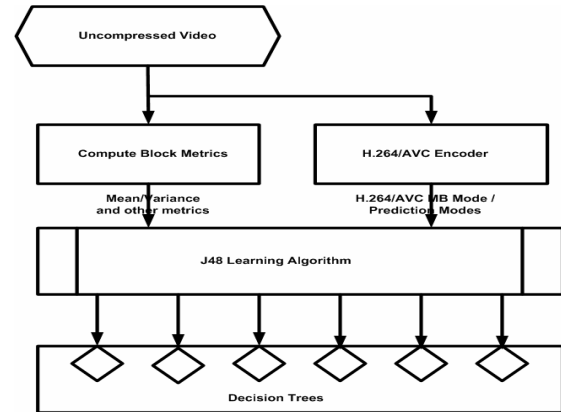 Uncompressed Video
Compute Block Metrics
H.264/AVC Encoder
Mean/Variance
and other metrics
H.264/AVC MB Mode /
Prediction Modes
J48 Learning Algorithm
Decision Trees